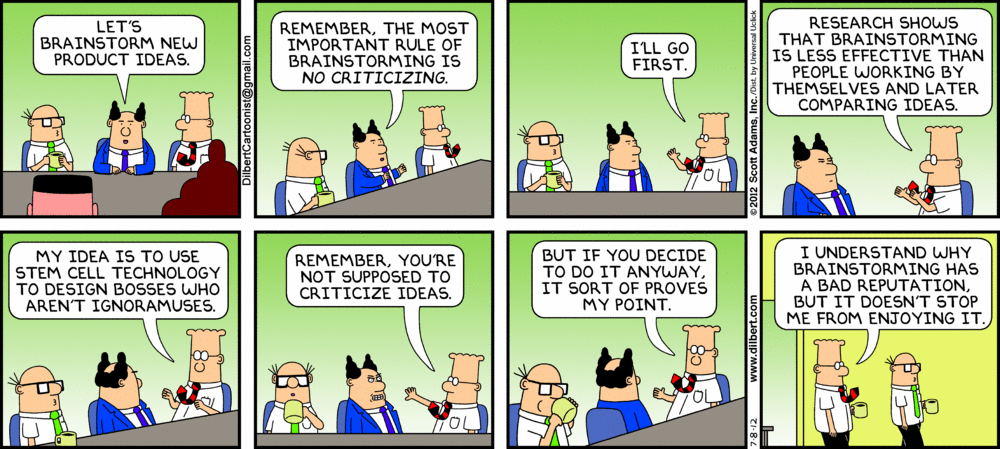 LET'S
BRAINSTORM NEW
PRODUCT IDEAS.
DilbertCartoonist@gmail.com
REMEMBER, THE MOST
IMPORTANT RULE OF
BRAINSTORMING IS
NO CRITICIZING.
I'LL GO
FIRST.
©2012 Scott Adams, Inc. /Dist. by Universal Uclick
RESEARCH SHOWS
THAT BRAINSTORMING
IS LESS EFFECTIVE THAN
PEOPLE WORKING BY
THEMSELVES AND LATER
COMPARING IDEAS.
MY IDEA IS TO USE
STEM CELL TECHNOLOGY
TO DESIGN BOSSES WHO
AREN'T IGNORAMUSES.
REMEMBER, YOU'RE
NOT SUPPOSED TO
CRITICIZE IDEAS.
BUT IF YOU DECIDE
TO DO IT ANYWAY,
IT SORT OF PROVES
MY POINT.
7-8-12
www.dilbert.com
I UNDERSTAND WHY
BRAINSTORMING HAS
A BAD REPUTATION,
BUT IT DOESN'T STOP
ME FROM ENJOYING IT.